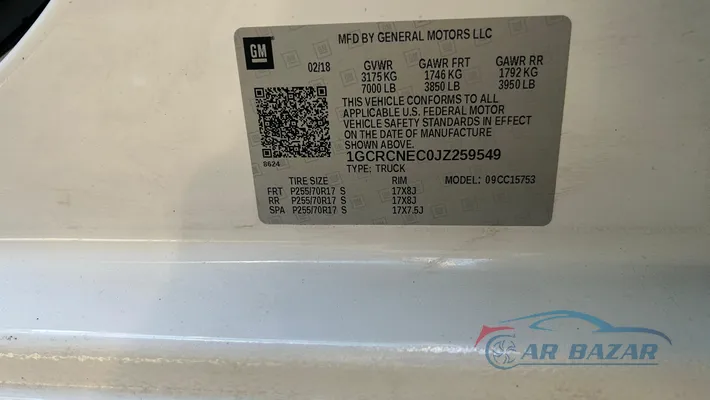 GM
MFD BY GENERAL MOTORS LLC
02/18 GVWR GAWR FRT GAWR RR
3175 KG 1746 KG 1792 KG
7000 LB 3850 LB 3950 LB
THIS VEHICLE CONFORMS TO ALL
APPLICABLE U.S. FEDERAL MOTOR
VEHICLE SAFETY STANDARDS IN EFFECT
ON THE DATE OF MANUFACTURE
SHOWN ABOVE.
8624 1GCRCNEC0JZ259549
TYPE: TRUCK
TIRE SIZE RIM MODEL: 09CC15753
FRT P255/70R17 S 17X8J
RR P255/70R17 S 17X8J
SPA P255/70R17 S 17X7.5J
CAR BAZAR